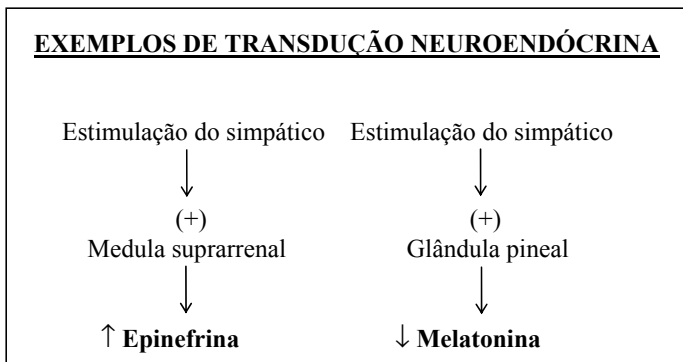 EXEMPLOS DE TRANSDUÇÃO NEUROENDÓCRINA
Estimulação do simpático Estimulação do simpático
(+) (+)
Medula suprarrenal Glândula pineal
↑ Epinefrina ↓ Melatonina